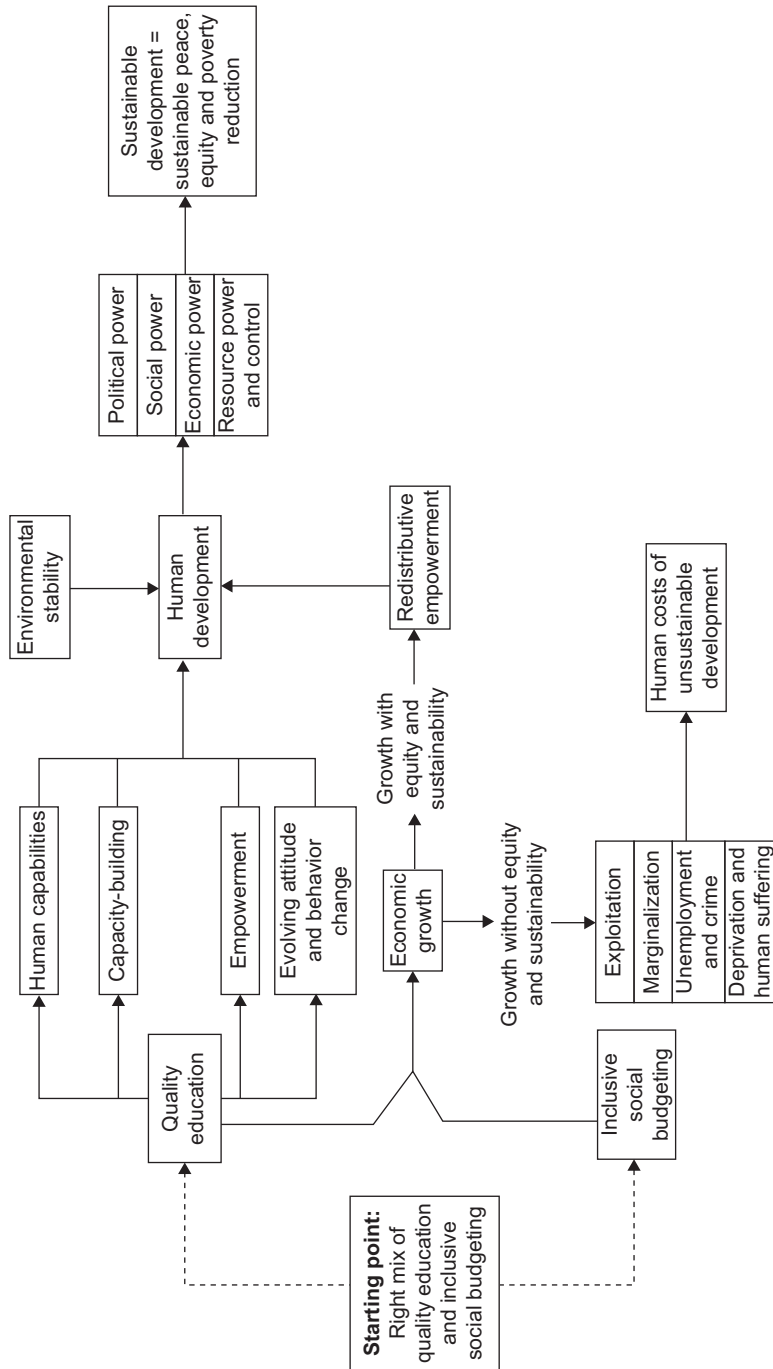 Starting point:
Right mix of
quality education
and inclusive
social budgeting
Quality
education
Inclusive
social
budgeting
Human capabilities
Capacity-building
Empowerment
Evolving attitude
and behavior
change
Economic
growth
Growth with
equity and
sustainability
Growth without equity
and sustainability
Exploitation
Marginalization
Unemployment
and crime
Deprivation and
human suffering
Environmental
stability
Human
development
Redistributive
empowerment
Human costs of
unsustainable
development
Political power
Social power
Economic power
Resource power
and control
Sustainable
development =
sustainable peace,
equity and poverty
reduction